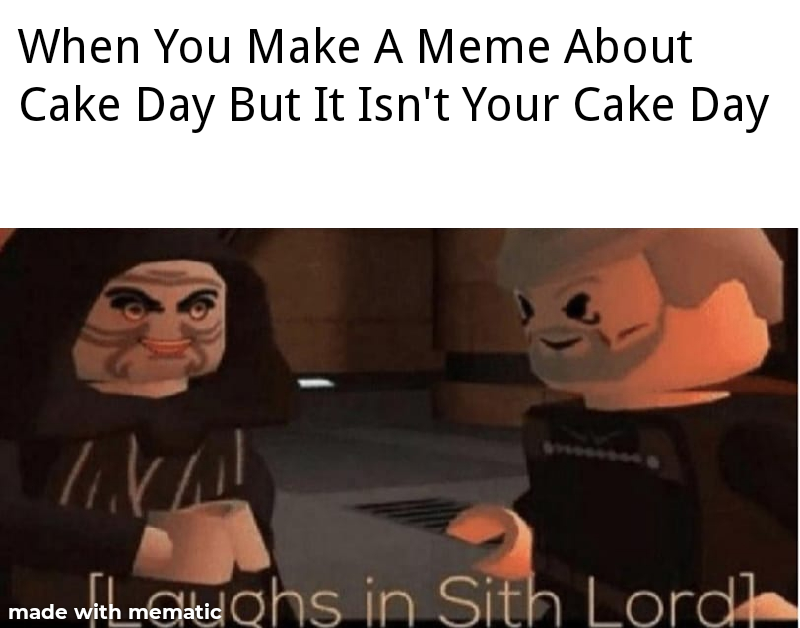 When You Make A Meme About
Cake Day But It Isn't Your Cake Day
[Laughs in Sith Lord]
made with mematic